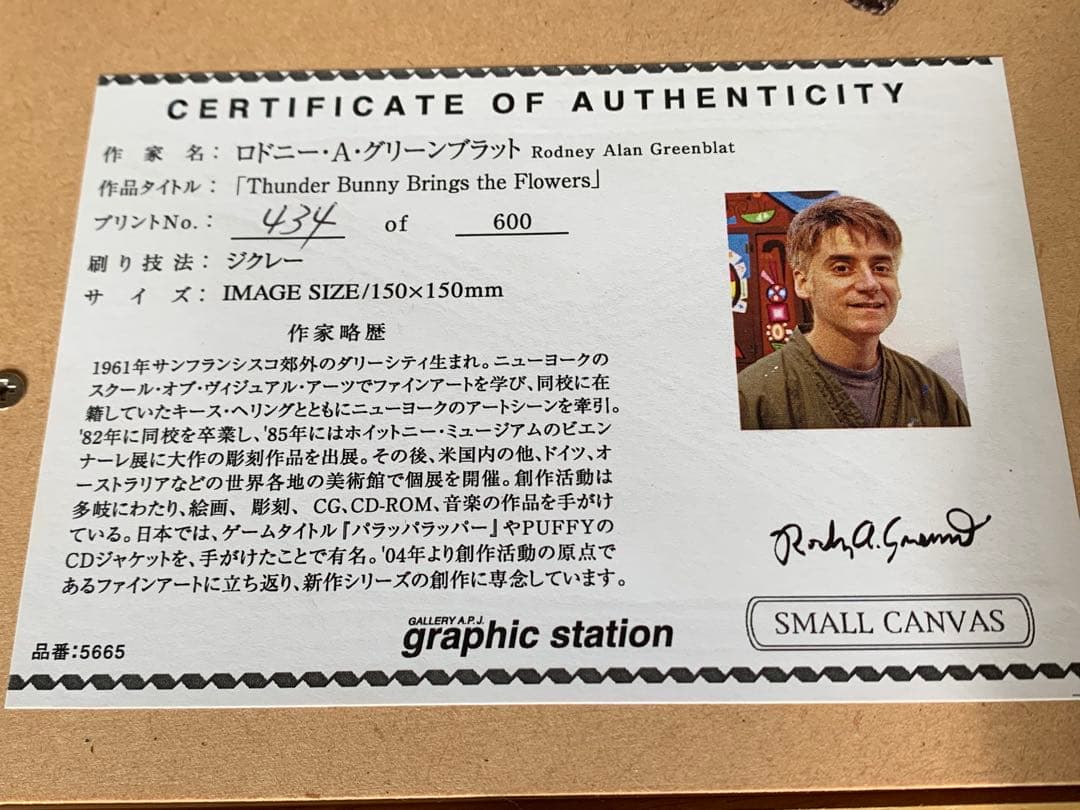 CERTIFICATE OF AUTHENTICITY
作家名：ロドニー・A・グリーンブラット Rodney Alan Greenblat
作品タイトル：「Thunder Bunny Brings the Flowers」
プリントNo.：434 of 600
刷り技法：ジクレー
サイズ：IMAGE SIZE/150×150mm
作家略歴
1961年サンフランシスコ郊外のダリーシティ生まれ。ニューヨークの
スクール・オブ・ヴィジュアル・アーツでファインアートを学び、同校に在
籍していたキース・ヘリングとともにニューヨークのアートシーンを牽引。
'82年に同校を卒業し、'85年にはホイットニー・ミュージアムのビエン
ナーレ展に大作の彫刻作品を出展。その後、米国内の他、ドイツ、オ
ーストラリアなどの世界各地の美術館で個展を開催。創作活動は
多岐にわたり、絵画、彫刻、CG、CD-ROM、音楽の作品を手がけ
ている。日本では、ゲームタイトル『パラッパラッパー』やPUFFYの
CDジャケットを、手がけたことで有名。'04年より創作活動の原点で
あるファインアートに立ち返り、新作シリーズの創作に専念しています。
品番：5665
GALLERY A.P.J.
graphic station
SMALL CANVAS